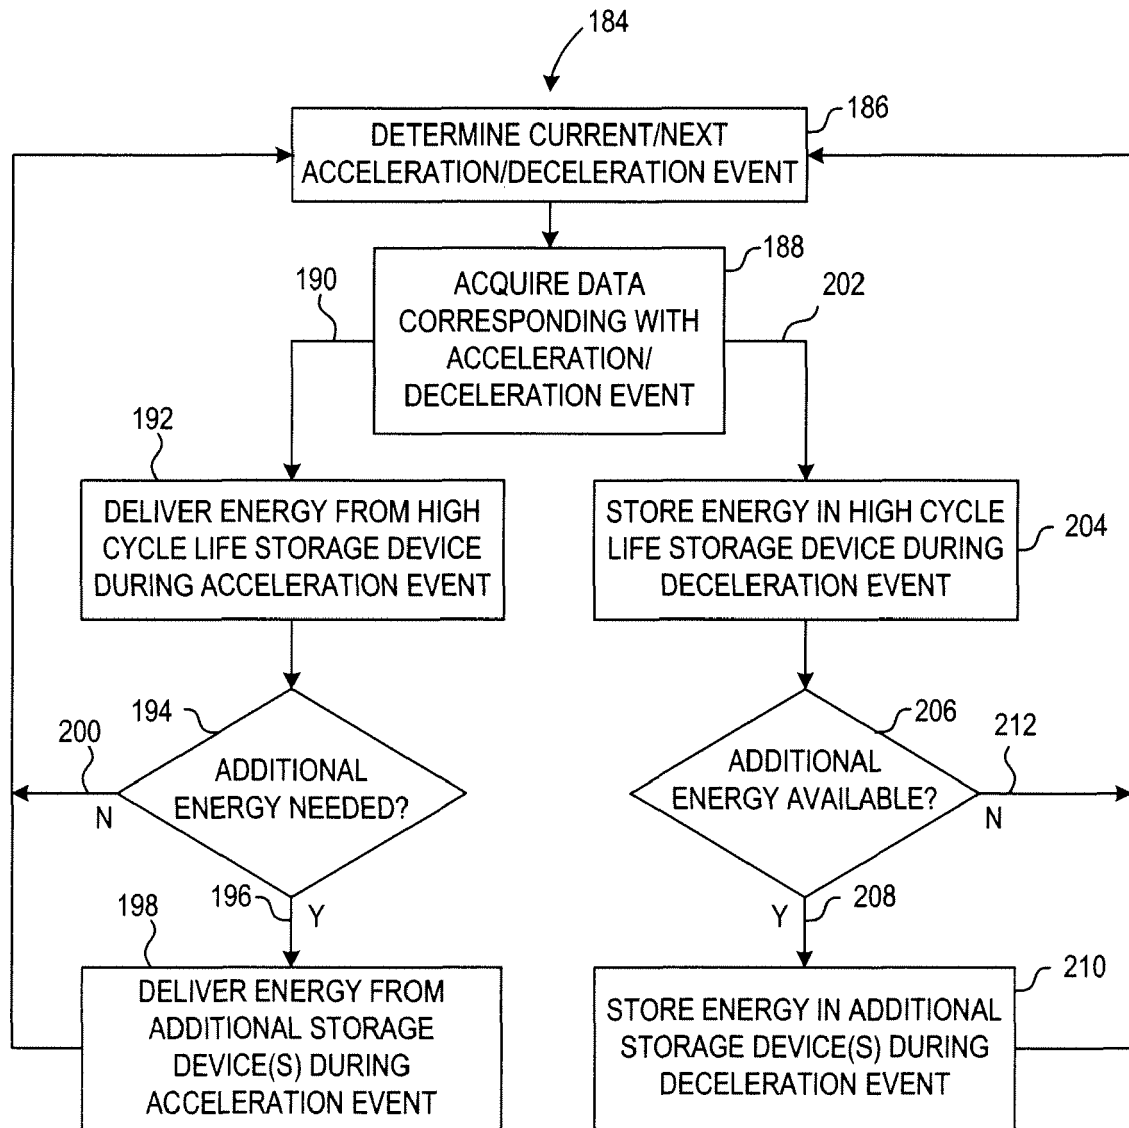 184
186
DETERMINE CURRENT/NEXT
ACCELERATION/DECELERATION EVENT
188
190
202
ACQUIRE DATA
CORRESPONDING WITH
ACCELERATION/
DECELERATION EVENT
192
DELIVER ENERGY FROM HIGH
CYCLE LIFE STORAGE DEVICE
DURING ACCELERATION EVENT
STORE ENERGY IN HIGH CYCLE
LIFE STORAGE DEVICE DURING
DECELERATION EVENT
204
194
200
ADDITIONAL
ENERGY NEEDED?
N
206
212
ADDITIONAL
ENERGY AVAILABLE?
N
196
Y
208
Y
198
DELIVER ENERGY FROM
ADDITIONAL STORAGE
DEVICE(S) DURING
ACCELERATION EVENT
210
STORE ENERGY IN ADDITIONAL
STORAGE DEVICE(S) DURING
DECELERATION EVENT